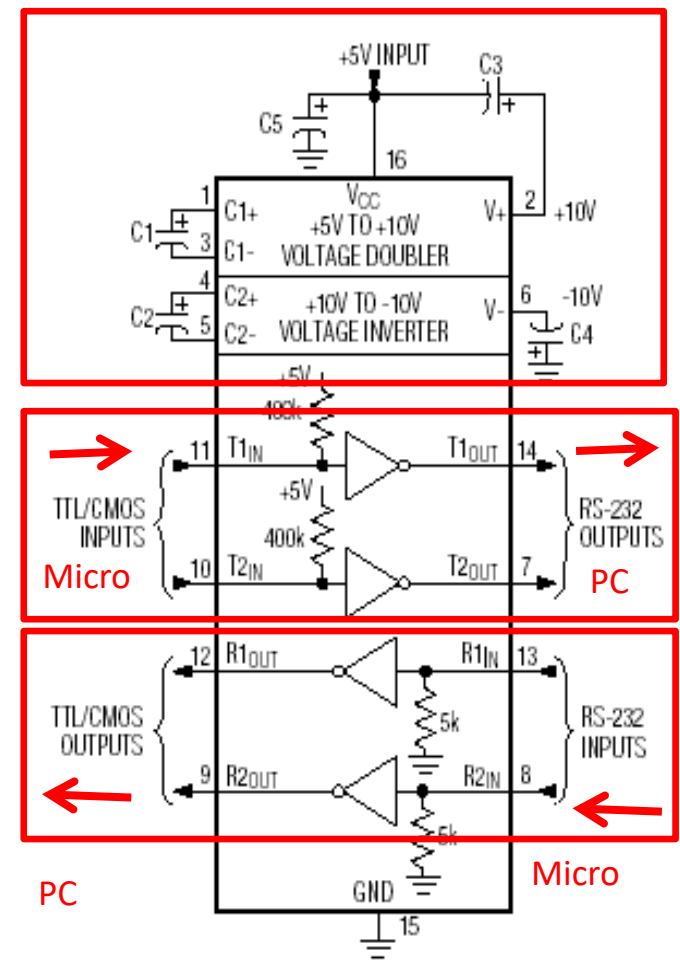 +5V INPUT
C3
+
C5
+
16
1
VCC
2
C1+
+5V TO +10V
V+
+10V
C1
+
3
C1-
VOLTAGE DOUBLER
4
C2+
+10V TO -10V
6
-10V
C2
+
5
C2-
VOLTAGE INVERTER
V-
C4
+
+5V
400k
11
T1IN
T1OUT
14
+5V
TTL/CMOS
INPUTS
RS-232
OUTPUTS
400k
Micro
10
T2IN
T2OUT
7
PC
12
R1OUT
R1IN
13
TTL/CMOS
OUTPUTS
5k
RS-232
INPUTS
9
R2OUT
R2IN
8
5k
PC
Micro
GND
15